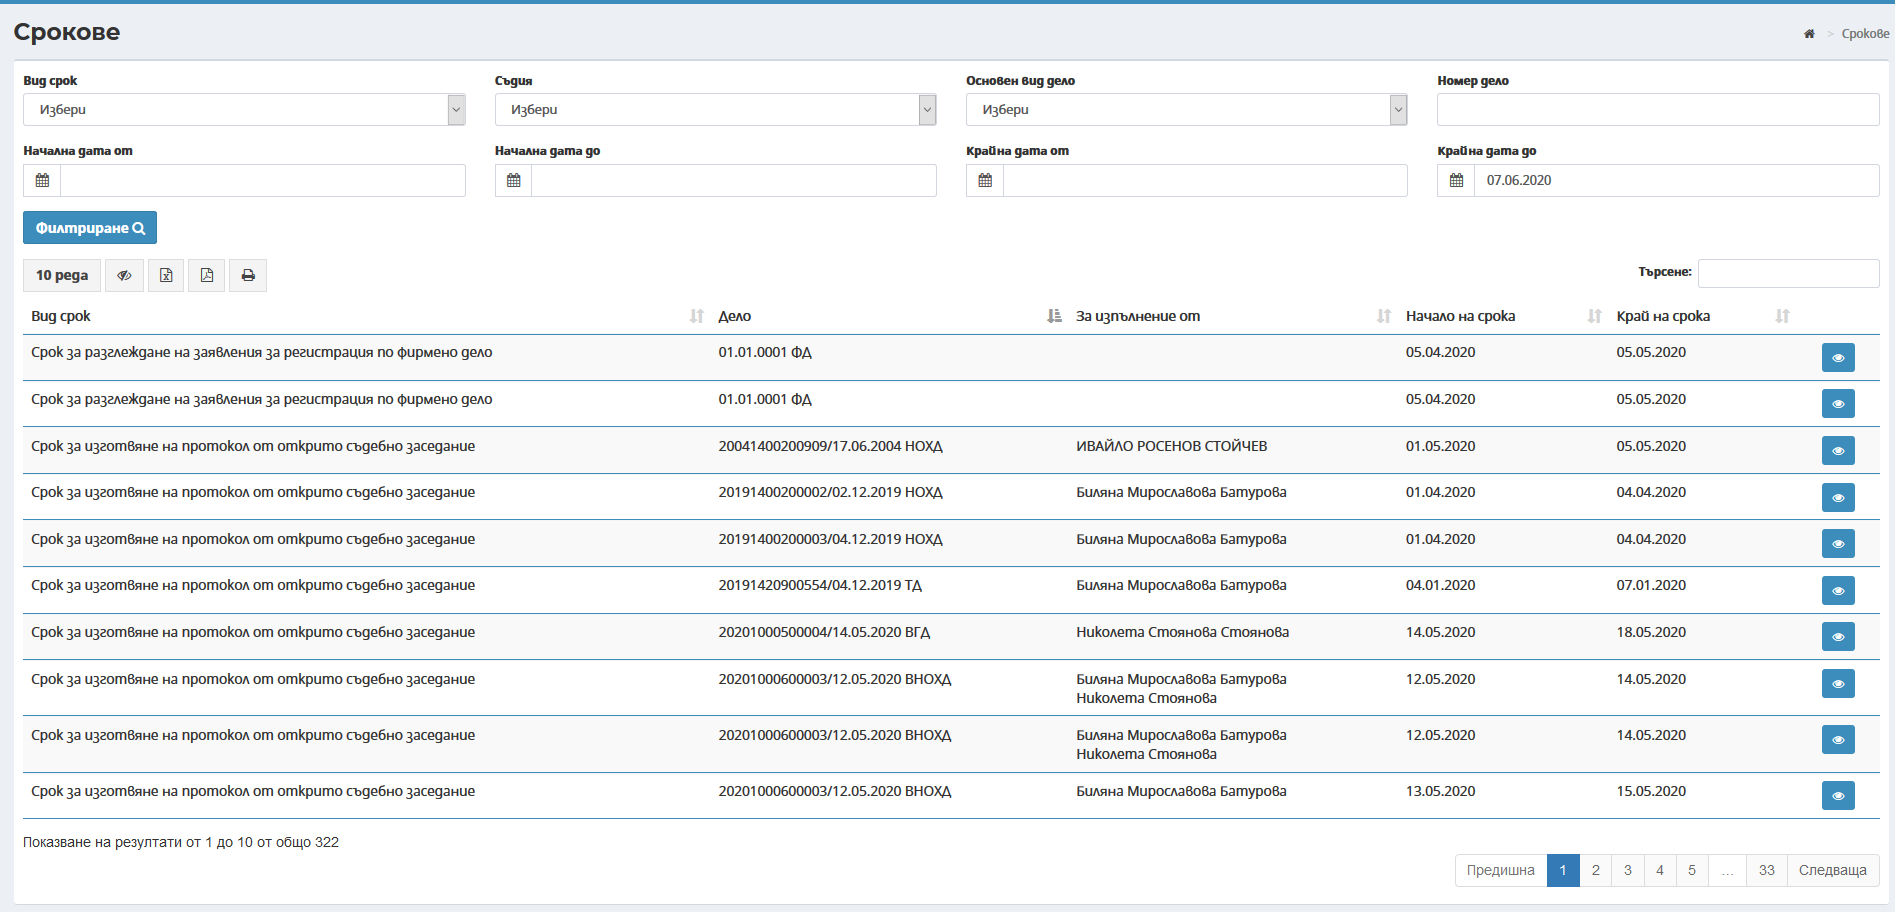 Срокове
> Срокове
Вид срок Съдия Основен вид дело Номер дело
Избери Избери Избери
Начална дата от Начална дата до Крайна дата от Крайна дата до
07.06.2020
Филтриране
10 реда
Търсене:
Вид срок Дело За изпълнение от Начало на срока Край на срока
Срок за разглеждане на заявления за регистрация по фирмено дело 01.01.0001 ФД 05.04.2020 05.05.2020
Срок за разглеждане на заявления за регистрация по фирмено дело 01.01.0001 ФД 05.04.2020 05.05.2020
Срок за изготвяне на протокол от открито съдебно заседание 20041400200909/17.06.2004 НОХД ИВАЙЛО РОСЕНОВ СТОЙЧЕВ 01.05.2020 05.05.2020
Срок за изготвяне на протокол от открито съдебно заседание 20191400200002/02.12.2019 НОХД Биляна Мирославова Батурова 01.04.2020 04.04.2020
Срок за изготвяне на протокол от открито съдебно заседание 20191400200003/04.12.2019 НОХД Биляна Мирославова Батурова 01.04.2020 04.04.2020
Срок за изготвяне на протокол от открито съдебно заседание 20191420900554/04.12.2019 ТД Биляна Мирославова Батурова 04.01.2020 07.01.2020
Срок за изготвяне на протокол от открито съдебно заседание 20201000500004/14.05.2020 ВГД Николета Стоянова Стоянова 14.05.2020 18.05.2020
Срок за изготвяне на протокол от открито съдебно заседание 20201000600003/12.05.2020 ВНОХД Биляна Мирославова Батурова 12.05.2020 14.05.2020
Николета Стоянова
Срок за изготвяне на протокол от открито съдебно заседание 20201000600003/12.05.2020 ВНОХД Биляна Мирославова Батурова 12.05.2020 14.05.2020
Николета Стоянова
Срок за изготвяне на протокол от открито съдебно заседание 20201000600003/12.05.2020 ВНОХД Биляна Мирославова Батурова 13.05.2020 15.05.2020
Показване на резултати от 1 до 10 от общо 322
Предишна 1 2 3 4 5 … 33 Следваща